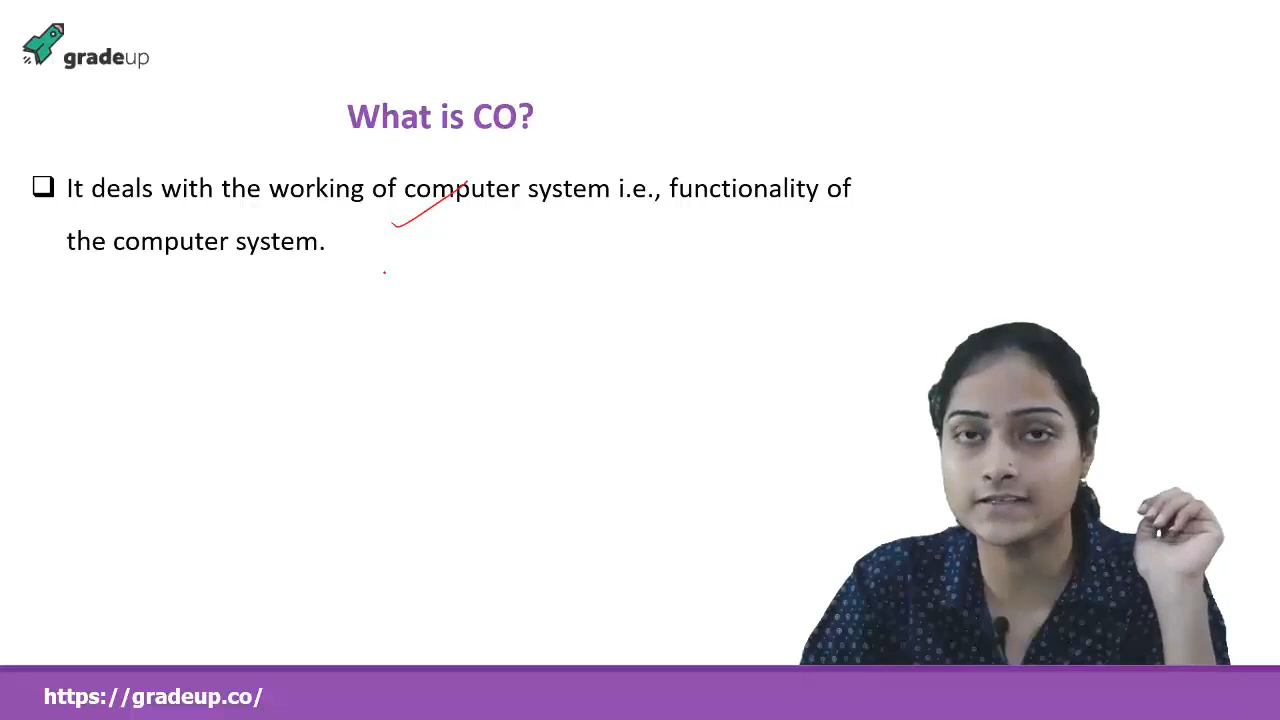 gradeup
What is CO?
It deals with the working of computer system i.e., functionality of
the computer system.
https://gradeup.co/